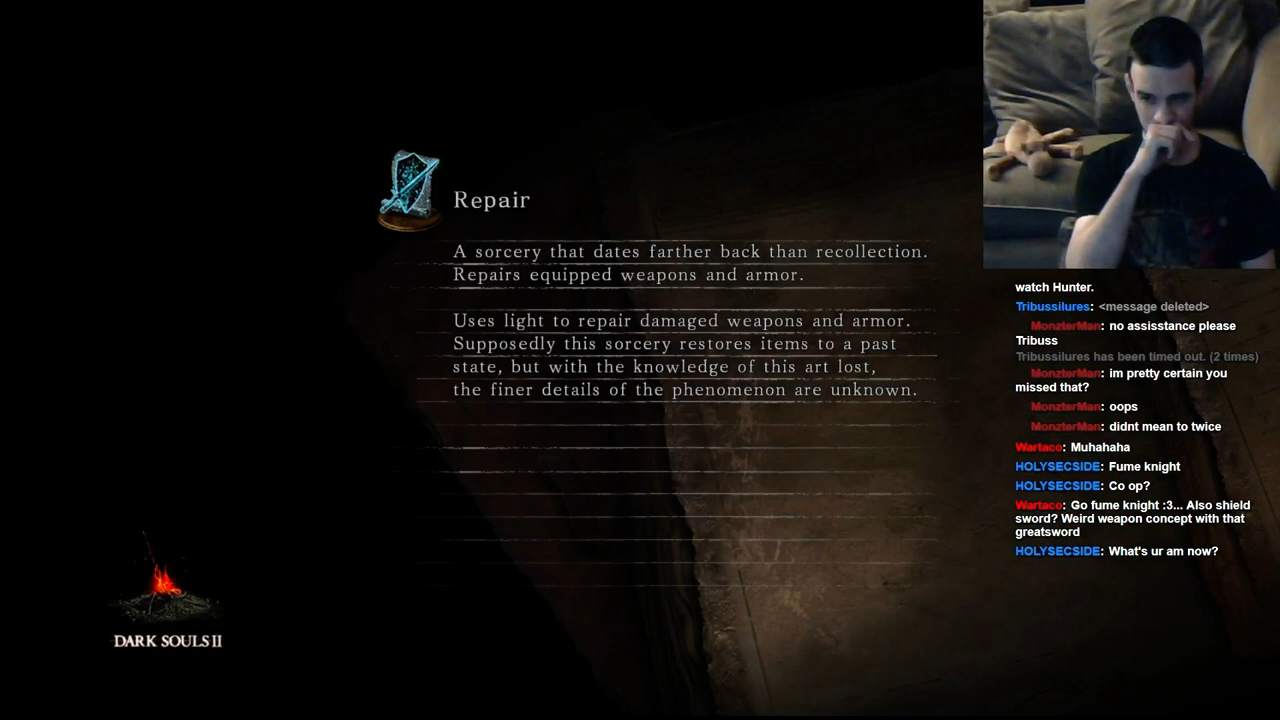 Repair
A sorcery that dates farther back than recollection.
Repairs equipped weapons and armor.
Uses light to repair damaged weapons and armor.
Supposedly this sorcery restores items to a past
state, but with the knowledge of this art lost,
the finer details of the phenomenon are unknown.
DARK SOULS II
watch Hunter.
Tribussilures: <message deleted>
MonzterMan: no assisstance please
Tribuss
Tribussilures has been timed out. (2 times)
MonzterMan: im pretty certain you
missed that?
MonzterMan: oops
MonzterMan: didnt mean to twice
Wartaco: Muhahaha
HOLYSECSIDE: Fume knight
HOLYSECSIDE: Co op?
Wartaco: Go fume knight :3... Also shield
sword? Weird weapon concept with that
greatsword
HOLYSECSIDE: What's ur am now?